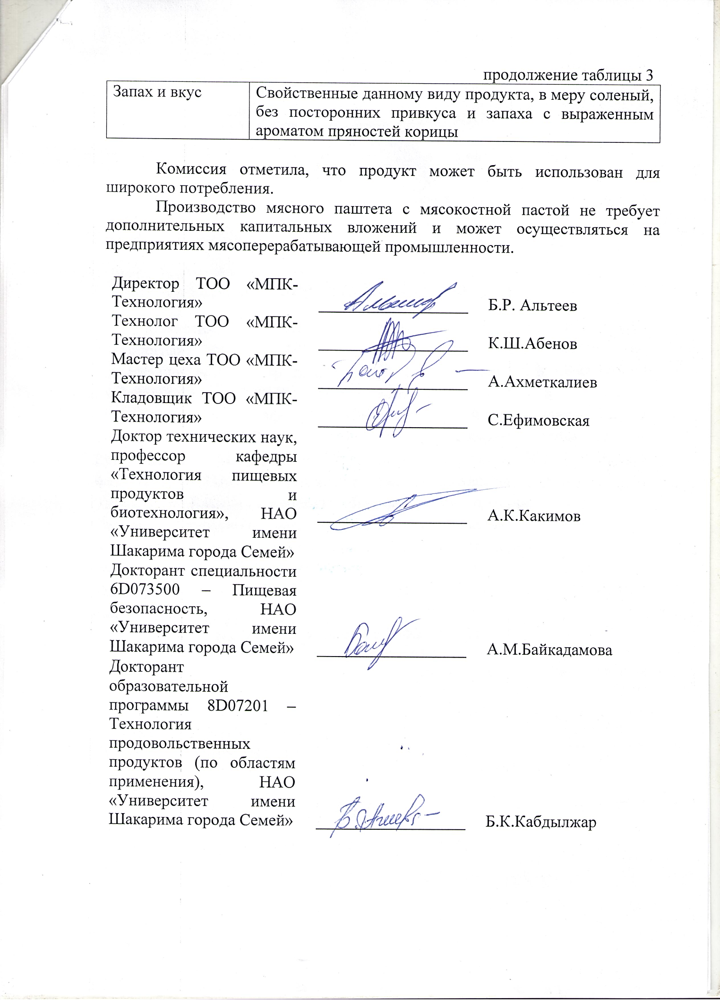 продолжение таблицы 3
Запах и вкус
Свойственные данному виду продукта, в меру соленый,
без посторонних привкуса и запаха с выраженным
ароматом пряностей корицы
Комиссия отметила, что продукт может быть использован для
широкого потребления.
Производство мясного паштета с мясокостной пастой не требует
дополнительных капитальных вложений и может осуществляться на
предприятиях мясоперерабатывающей промышленности.
Директор ТОО «МПК-
Технология»
Б.Р. Альтеев
Технолог ТОО «МПК-
Технология»
К.Ш.Абенов
Мастер цеха ТОО «МПК-
Технология»
А.Ахметкалиев
Кладовщик ТОО «МПК-
Технология»
С.Ефимовская
Доктор технических наук,
профессор кафедры
«Технология пищевых
продуктов и
биотехнология», НАО
«Университет имени
Шакарима города Семей»
А.К.Какимов
Докторант специальности
6D073500 – Пищевая
безопасность, НАО
«Университет имени
Шакарима города Семей»
А.М.Байкадамова
Докторант
образовательной
программы 8D07201 –
Технология
продовольственных
продуктов (по областям
применения), НАО
«Университет имени
Шакарима города Семей»
Б.К.Кабдылжар